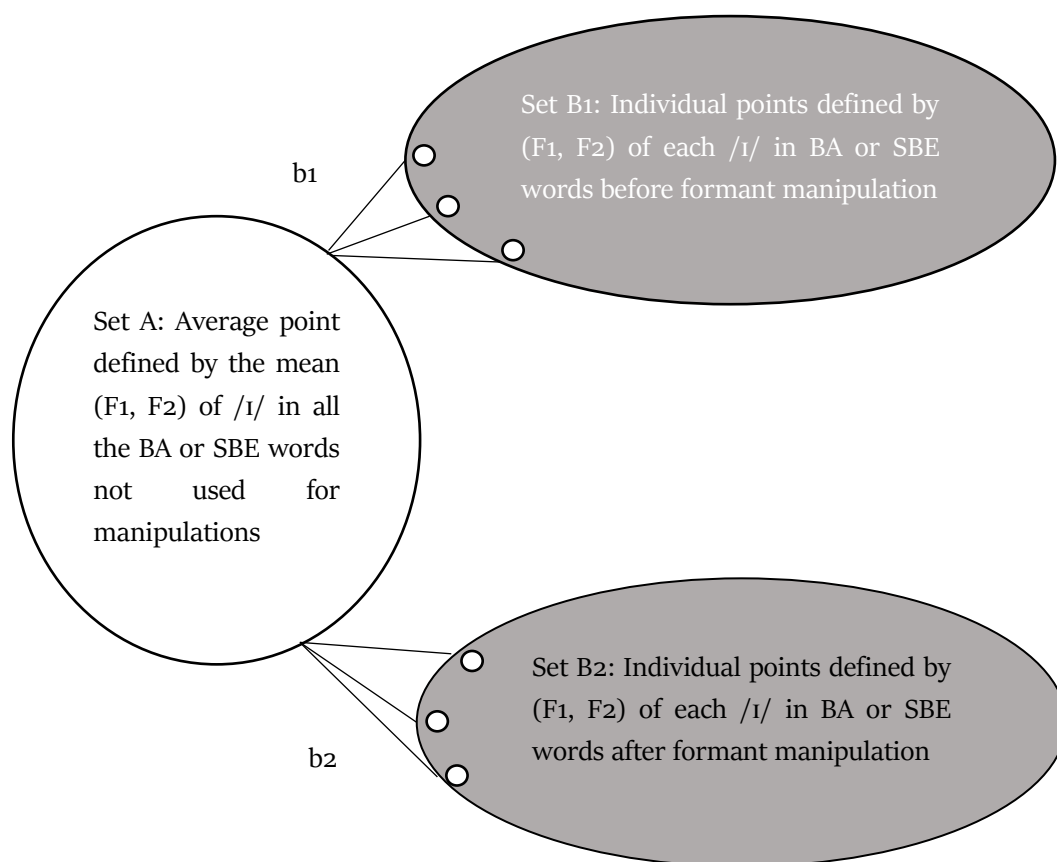 Set B1: Individual points defined by
(F1, F2) of each /ɪ/ in BA or SBE
words before formant manipulation
b1
Set A: Average point
defined by the mean
(F1, F2) of /ɪ/ in all
the BA or SBE words
not used for
manipulations
Set B2: Individual points defined by
(F1, F2) of each /ɪ/ in BA or SBE
words after formant manipulation
b2